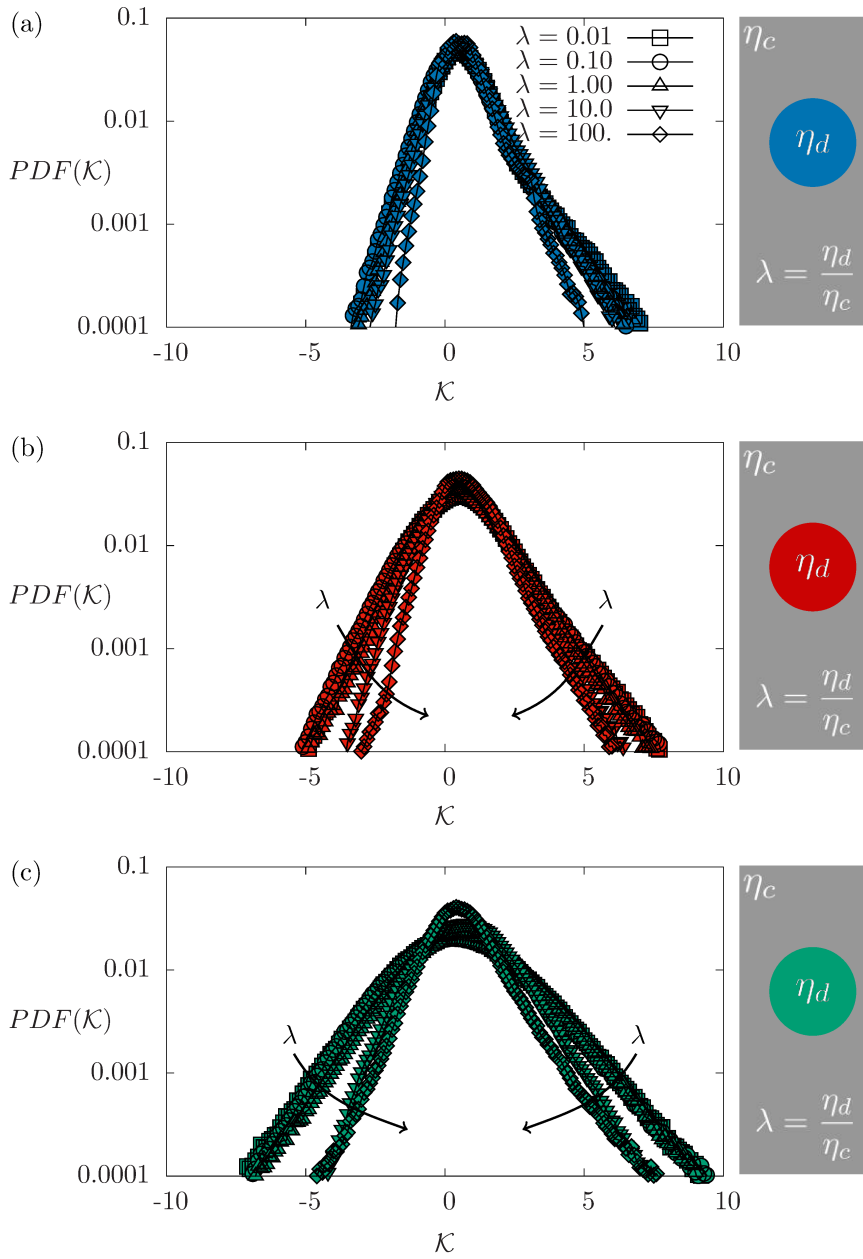 (a)
0.1
0.01
PDF(𝒦)
0.001
0.0001
-10 -5 0 5 10
𝒦
λ = 0.01
λ = 0.10
λ = 1.00
λ = 10.0
λ = 100.
η_c
η_d
λ = η_d / η_c
(b)
0.1
0.01
PDF(𝒦)
0.001
0.0001
-10 -5 0 5 10
𝒦
λ λ
η_c
η_d
λ = η_d / η_c
(c)
0.1
0.01
PDF(𝒦)
0.001
0.0001
-10 -5 0 5 10
𝒦
λ λ
η_c
η_d
λ = η_d / η_c